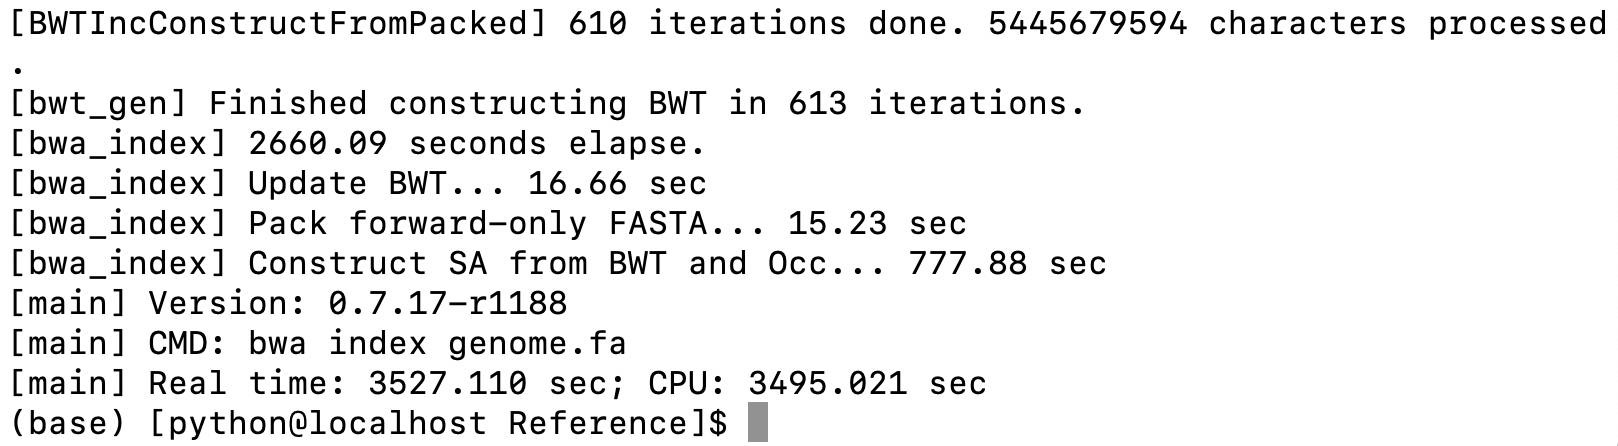 [BWTIncConstructFromPacked] 610 iterations done. 5445679594 characters processed
.
[bwt_gen] Finished constructing BWT in 613 iterations.
[bwa_index] 2660.09 seconds elapse.
[bwa_index] Update BWT... 16.66 sec
[bwa_index] Pack forward-only FASTA... 15.23 sec
[bwa_index] Construct SA from BWT and Occ... 777.88 sec
[main] Version: 0.7.17-r1188
[main] CMD: bwa index genome.fa
[main] Real time: 3527.110 sec; CPU: 3495.021 sec
(base) [python@localhost Reference]$